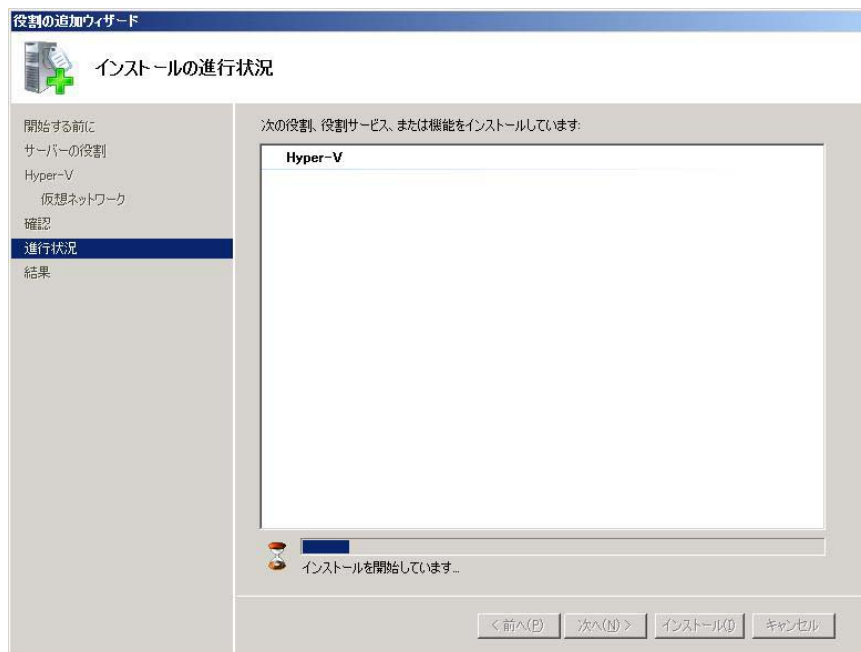 役割の追加ウィザード
インストールの進行状況
開始する前に
サーバーの役割
Hyper-V
仮想ネットワーク
確認
進行状況
結果
次の役割、役割サービス、または機能をインストールしています:
Hyper-V
インストールを開始しています...
< 前へ(P)
次へ(N) >
インストール(I)
キャンセル